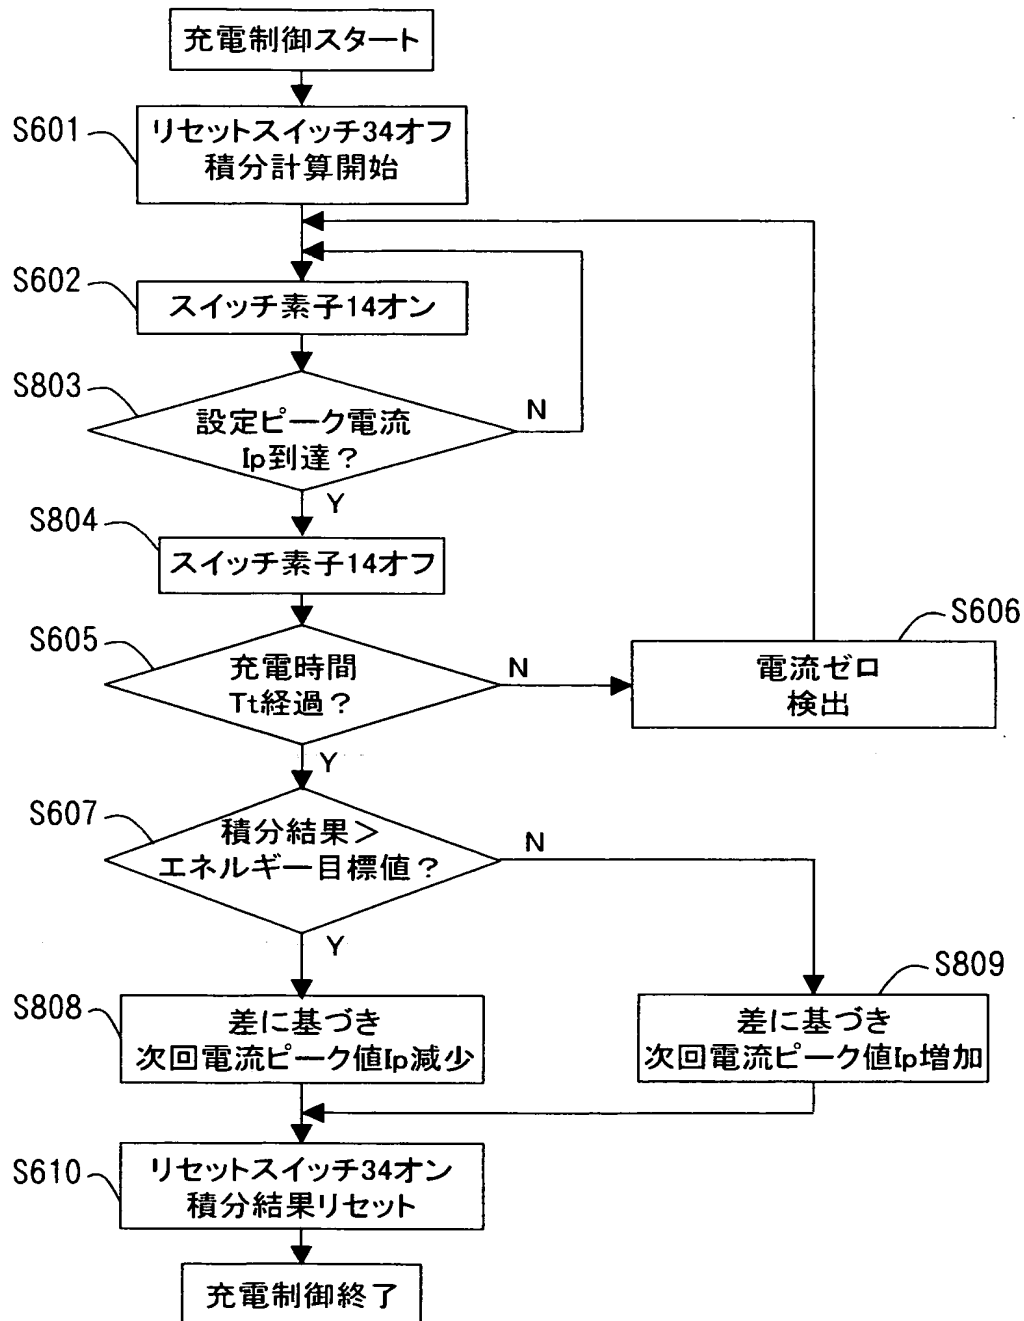 充電制御スタート
S601
リセットスイッチ34オフ
積分計算開始
S602
スイッチ素子14オン
S803
設定ピーク電流
Ip到達？
N
Y
S804
スイッチ素子14オフ
S605
充電時間
Tt経過？
N
Y
S606
電流ゼロ
検出
S607
積分結果＞
エネルギー目標値？
N
Y
S808
差に基づき
次回電流ピーク値Ip減少
S809
差に基づき
次回電流ピーク値Ip増加
S610
リセットスイッチ34オン
積分結果リセット
充電制御終了